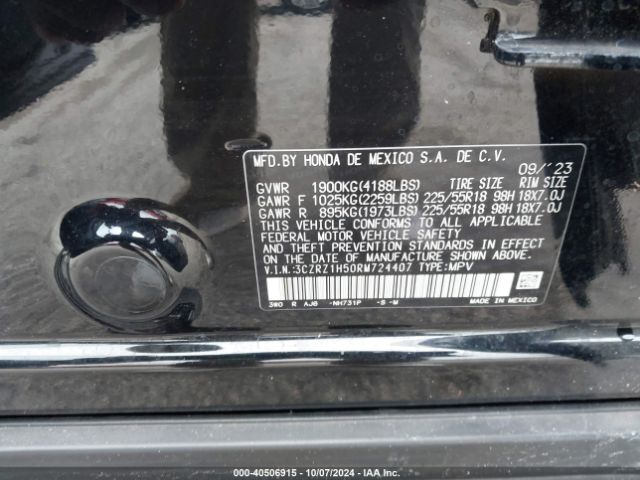 MFD.BY HONDA DE MEXICO S.A. DE C.V.
09/'23
GVWR 1900KG(4188LBS) TIRE SIZE RIM SIZE
GAWR F 1025KG(2259LBS) 225/55R18 98H 18X7.0J
GAWR R 895KG(1973LBS) 225/55R18 98H 18X7.0J
THIS VEHICLE CONFORMS TO ALL APPLICABLE
FEDERAL MOTOR VEHICLE SAFETY
AND THEFT PREVENTION STANDARDS IN EFFECT
ON THE DATE OF MANUFACTURE SHOWN ABOVE.
V.I.N.:3CZRZ1H50RM724407 TYPE:MPV
3W0 R AJ8 -NH731P -S -M MADE IN MEXICO
000-40506915 - 10/07/2024 - IAA Inc.